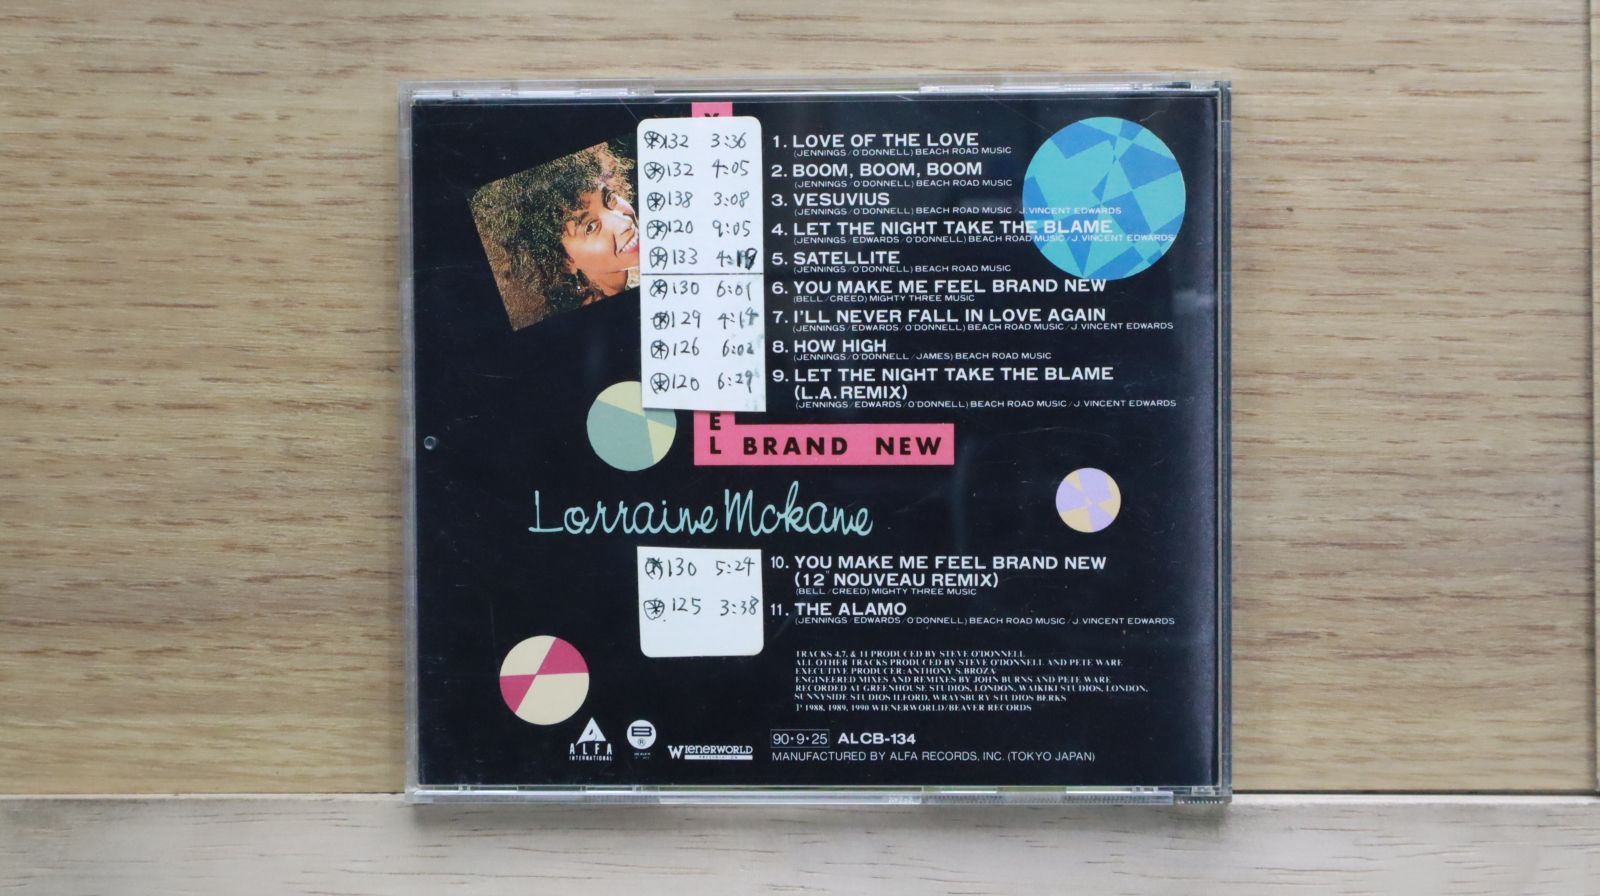 132 3:36
132 4:05
138 3:08
120 9:05
133
130 6:01
129
126
120 6:29
1. LOVE OF THE LOVE
(JENNINGS/O'DONNELL) BEACH ROAD MUSIC
2. BOOM, BOOM, BOOM
(JENNINGS/O'DONNELL) BEACH ROAD MUSIC
3. VESUVIUS
(JENNINGS/O'DONNELL) BEACH ROAD MUSIC/J. VINCENT EDWARDS
4. LET THE NIGHT TAKE THE BLAME
(JENNINGS/EDWARDS/O'DONNELL) BEACH ROAD MUSIC/J. VINCENT EDWARDS
5. SATELLITE
(JENNINGS/O'DONNELL) BEACH ROAD MUSIC
6. YOU MAKE ME FEEL BRAND NEW
(BELL/CREED) MIGHTY THREE MUSIC
7. I'LL NEVER FALL IN LOVE AGAIN
(JENNINGS/EDWARDS/O'DONNELL) BEACH ROAD MUSIC/J. VINCENT EDWARDS
8. HOW HIGH
(JENNINGS/O'DONNELL/JAMES) BEACH ROAD MUSIC
9. LET THE NIGHT TAKE THE BLAME
(L.A. REMIX)
(JENNINGS/EDWARDS/O'DONNELL) BEACH ROAD MUSIC/J. VINCENT EDWARDS
E
L BRAND NEW
Lorraine McKane
130 5:24
125 3:38
10. YOU MAKE ME FEEL BRAND NEW
(12" NOUVEAU REMIX)
(BELL/CREED) MIGHTY THREE MUSIC
11. THE ALAMO
(JENNINGS/EDWARDS/O'DONNELL) BEACH ROAD MUSIC/J. VINCENT EDWARDS
TRACKS 4,7, & 11 PRODUCED BY STEVE O'DONNELL
ALL OTHER TRACKS PRODUCED BY STEVE O'DONNELL AND PETE WARE
EXECUTIVE PRODUCER: ANTHONY S. BROZA
ENGINEERED MIXES AND REMIXES BY JOHN BURNS AND PETE WARE
RECORDED AT GREENHOUSE STUDIOS, LONDON, WAIKIKI STUDIOS, LONDON,
SUNNYSIDE STUDIOS ILFORD, WRAYSBURY STUDIOS BERKS
℗ 1988, 1989, 1990 WIENERWORLD/BEAVER RECORDS
ALFA
INTERNATIONAL
B
WIENERWORLD
90•9•25 ALCB-134
MANUFACTURED BY ALFA RECORDS, INC. (TOKYO JAPAN)